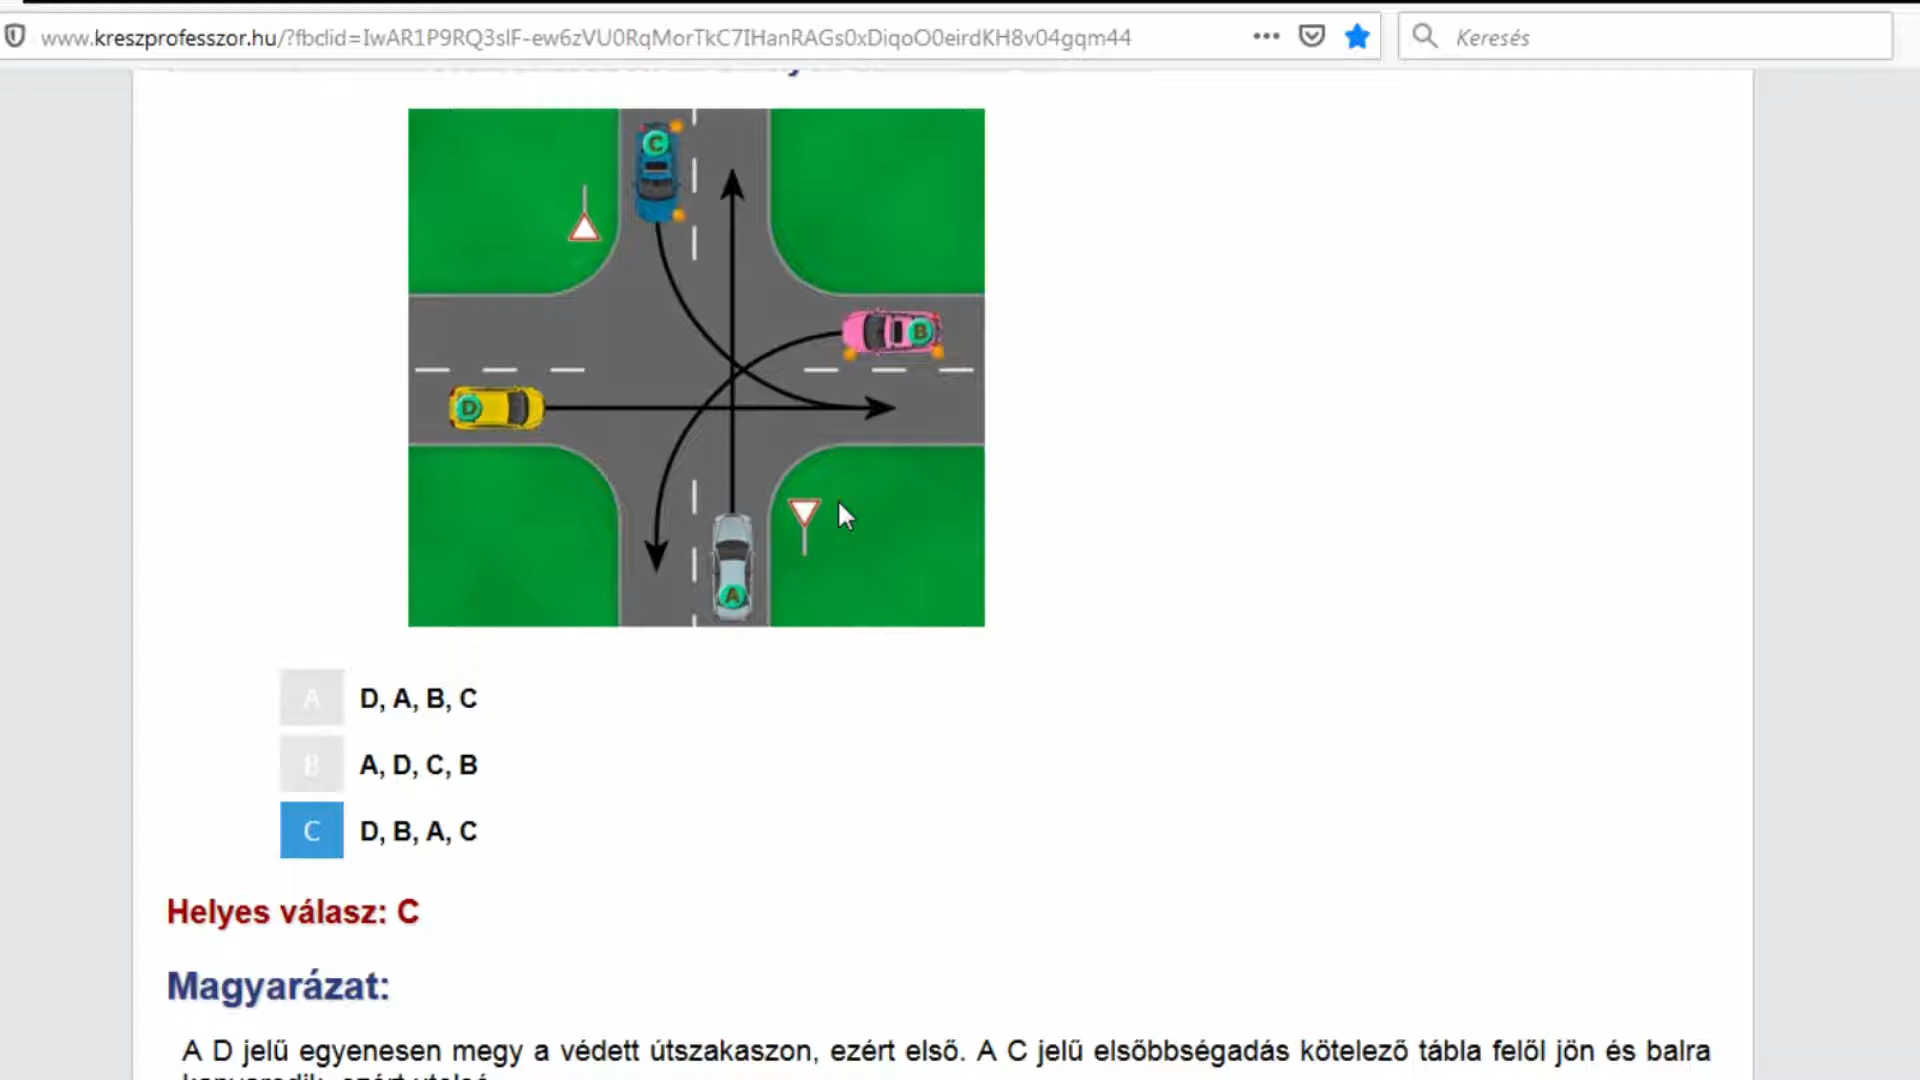 www.kreszprofesszor.hu/?fbclid=IwAR1P9RQ3slF-ew6zVU0RqMorTkC7IHanRAGs0xDiqoO0eirdKH8v04gqm44
Keresés
C
B
D
A
A D, A, B, C
B A, D, C, B
C D, B, A, C
Helyes válasz: C
Magyarázat:
A D jelű egyenesen megy a védett útszakaszon, ezért első. A C jelű elsőbbségadás kötelező tábla felől jön és balra